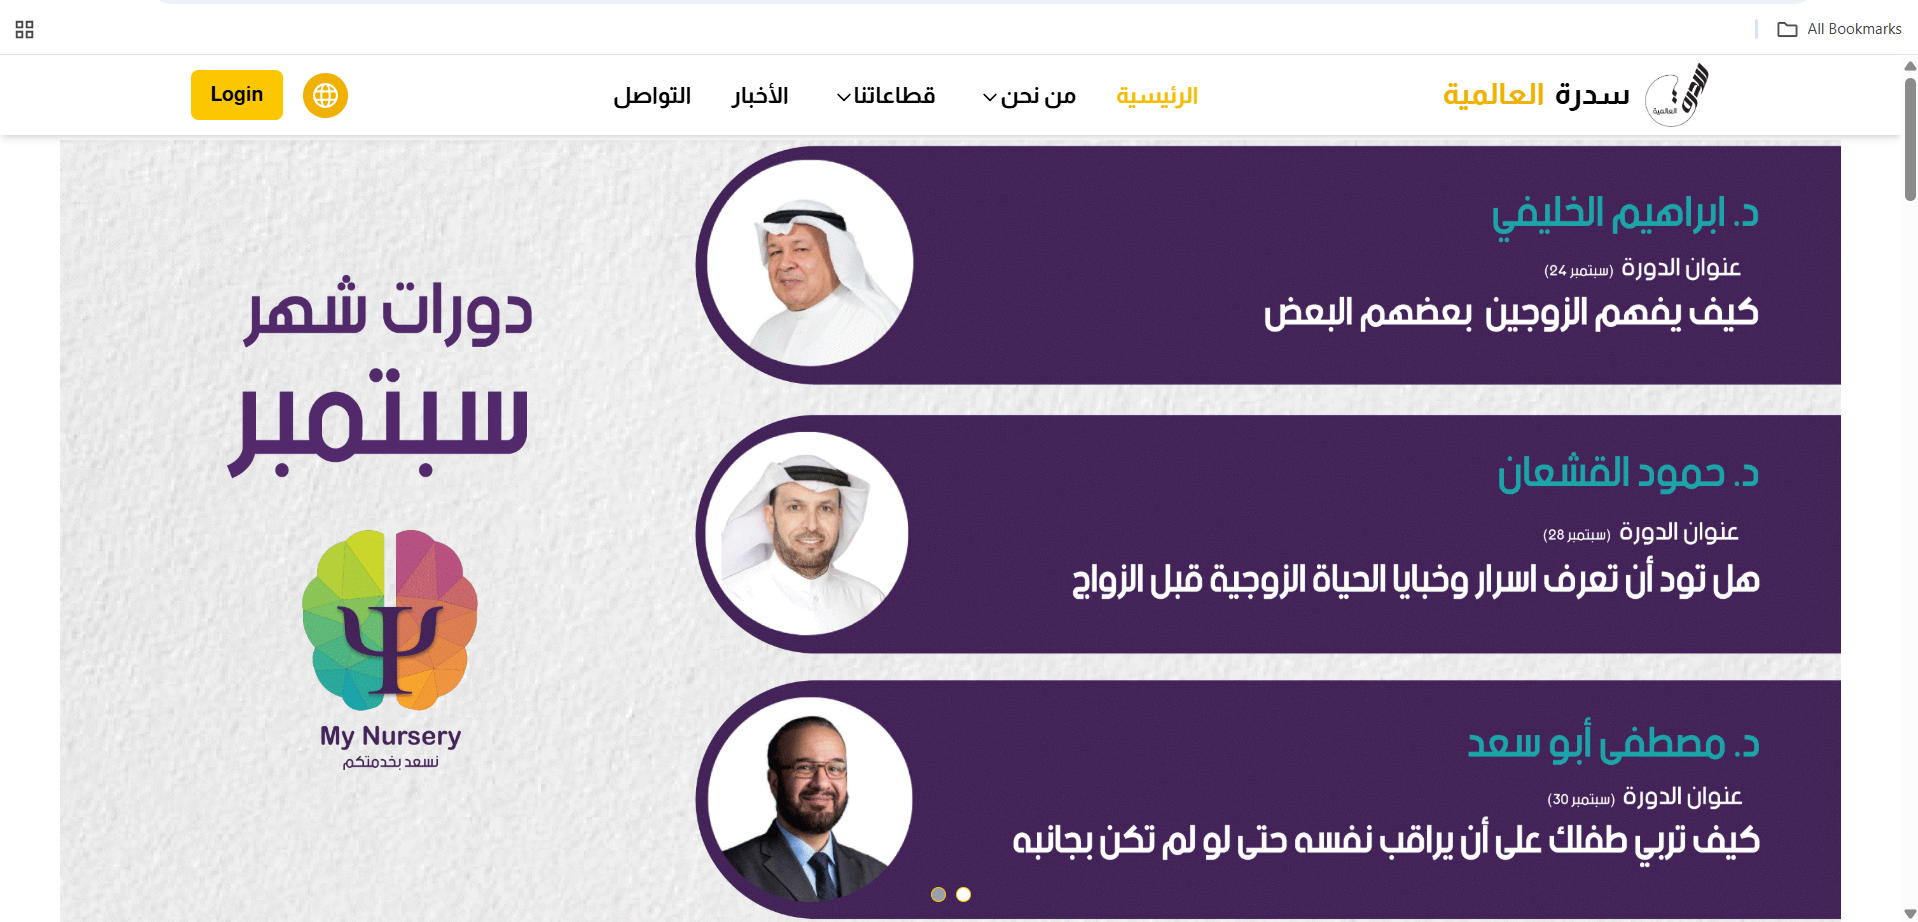 All Bookmarks
سدرة العالمية
الرئيسية
من نحن
قطاعاتنا
الأخبار
التواصل
Login
د. ابراهيم الخليفي
عنوان الدورة (سبتمبر 24)
كيف يفهم الزوجين بعضهم البعض
د. حمود القشعان
عنوان الدورة (سبتمبر 28)
هل تود أن تعرف اسرار وخبايا الحياة الزوجية قبل الزواج
د. مصطفى أبو سعد
عنوان الدورة (سبتمبر 30)
كيف تربي طفلك على أن يراقب نفسه حتى لو لم تكن بجانبه
دورات شهر
سبتمبر
My Nursery
نسعد بخدمتكم